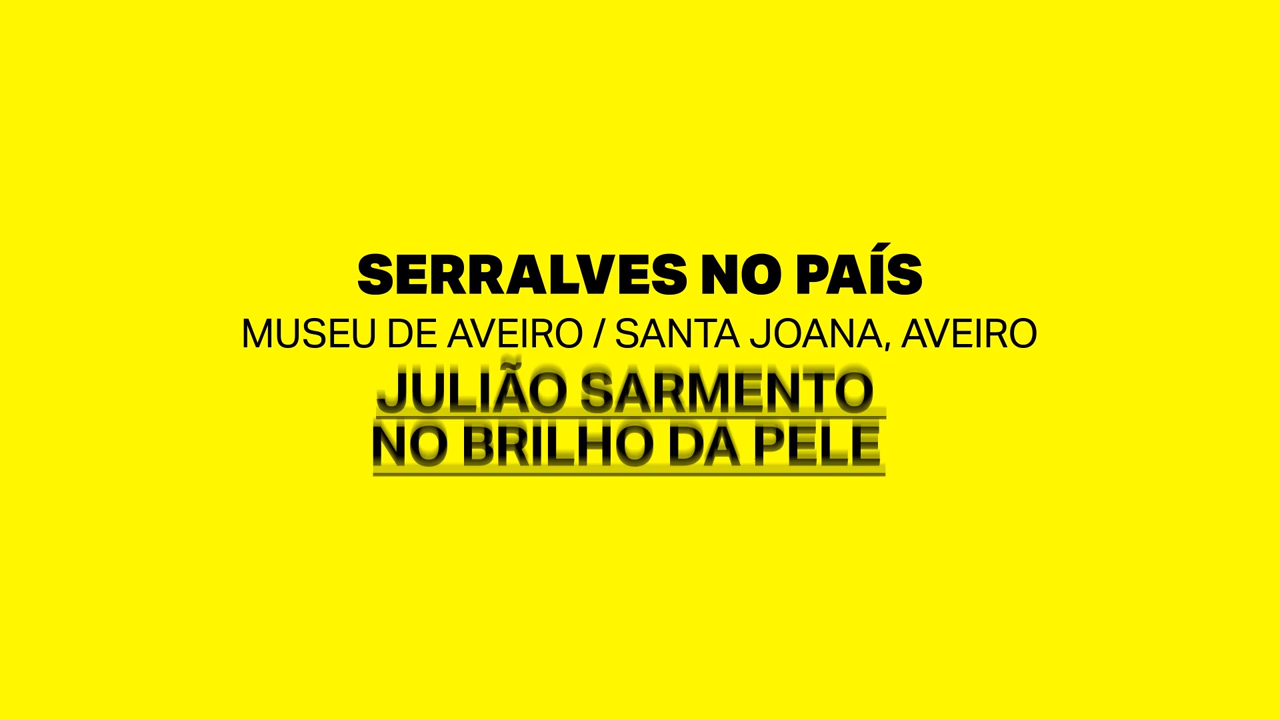 SERRALVES NO PAÍS
MUSEU DE AVEIRO / SANTA JOANA, AVEIRO
JULIÃO SARMENTO
NO BRILHO DA PELE